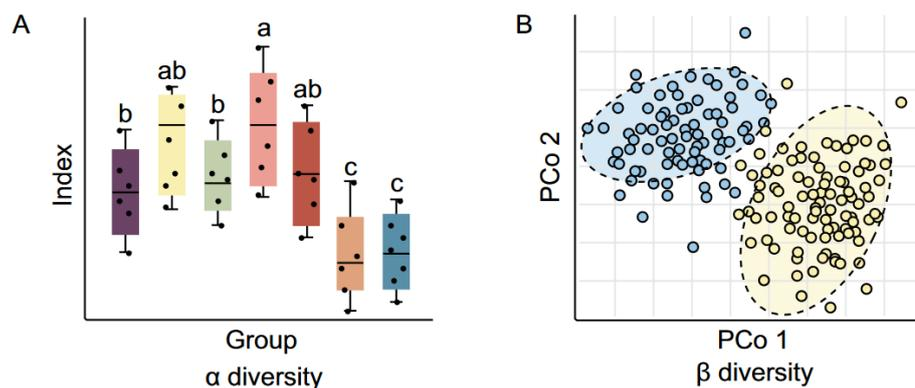 A
B
a
ab
b
b
ab
c
c
Index
PCo 2
Group
PCo 1
α diversity
β diversity